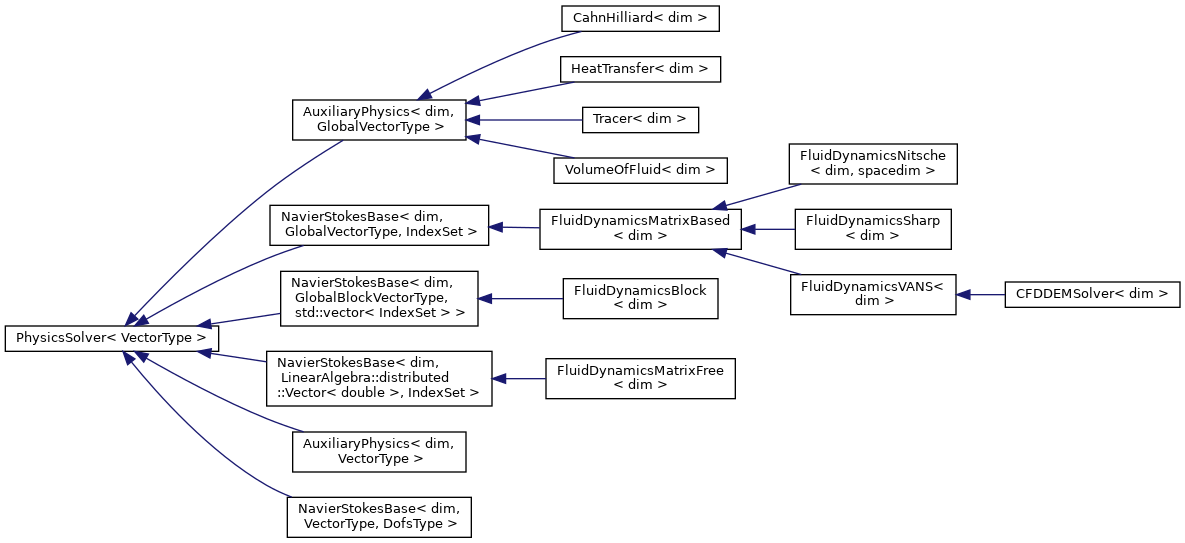 CahnHilliard< dim >
HeatTransfer< dim >
AuxiliaryPhysics< dim,
GlobalVectorType >
Tracer< dim >
VolumeOfFluid< dim >
FluidDynamicsNitsche
< dim, spacedim >
NavierStokesBase< dim,
GlobalVectorType, IndexSet >
FluidDynamicsMatrixBased
< dim >
FluidDynamicsSharp
< dim >
NavierStokesBase< dim,
GlobalBlockVectorType,
std::vector< IndexSet > >
FluidDynamicsBlock
< dim >
FluidDynamicsVANS<
dim >
CFDDEMSolver< dim >
PhysicsSolver< VectorType >
NavierStokesBase< dim,
LinearAlgebra::distributed
::Vector< double >, IndexSet >
FluidDynamicsMatrixFree
< dim >
AuxiliaryPhysics< dim,
VectorType >
NavierStokesBase< dim,
VectorType, DofsType >